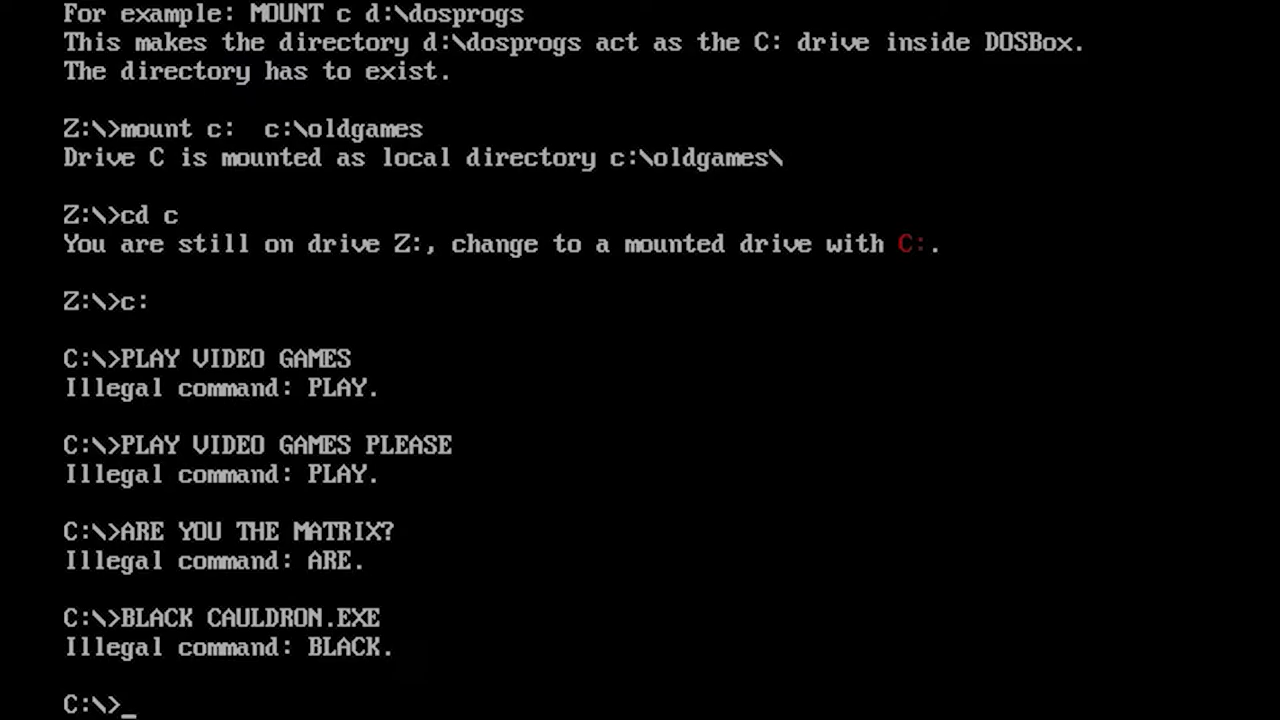 For example: MOUNT c d:\dosprogs
This makes the directory d:\dosprogs act as the C: drive inside DOSBox.
The directory has to exist.
Z:\>mount c:  c:\oldgames
Drive C is mounted as local directory c:\oldgames\
Z:\>cd c
You are still on drive Z:, change to a mounted drive with C:.
Z:\>c:
C:\>PLAY VIDEO GAMES
Illegal command: PLAY.
C:\>PLAY VIDEO GAMES PLEASE
Illegal command: PLAY.
C:\>ARE YOU THE MATRIX?
Illegal command: ARE.
C:\>BLACK CAULDRON.EXE
Illegal command: BLACK.
C:\>_